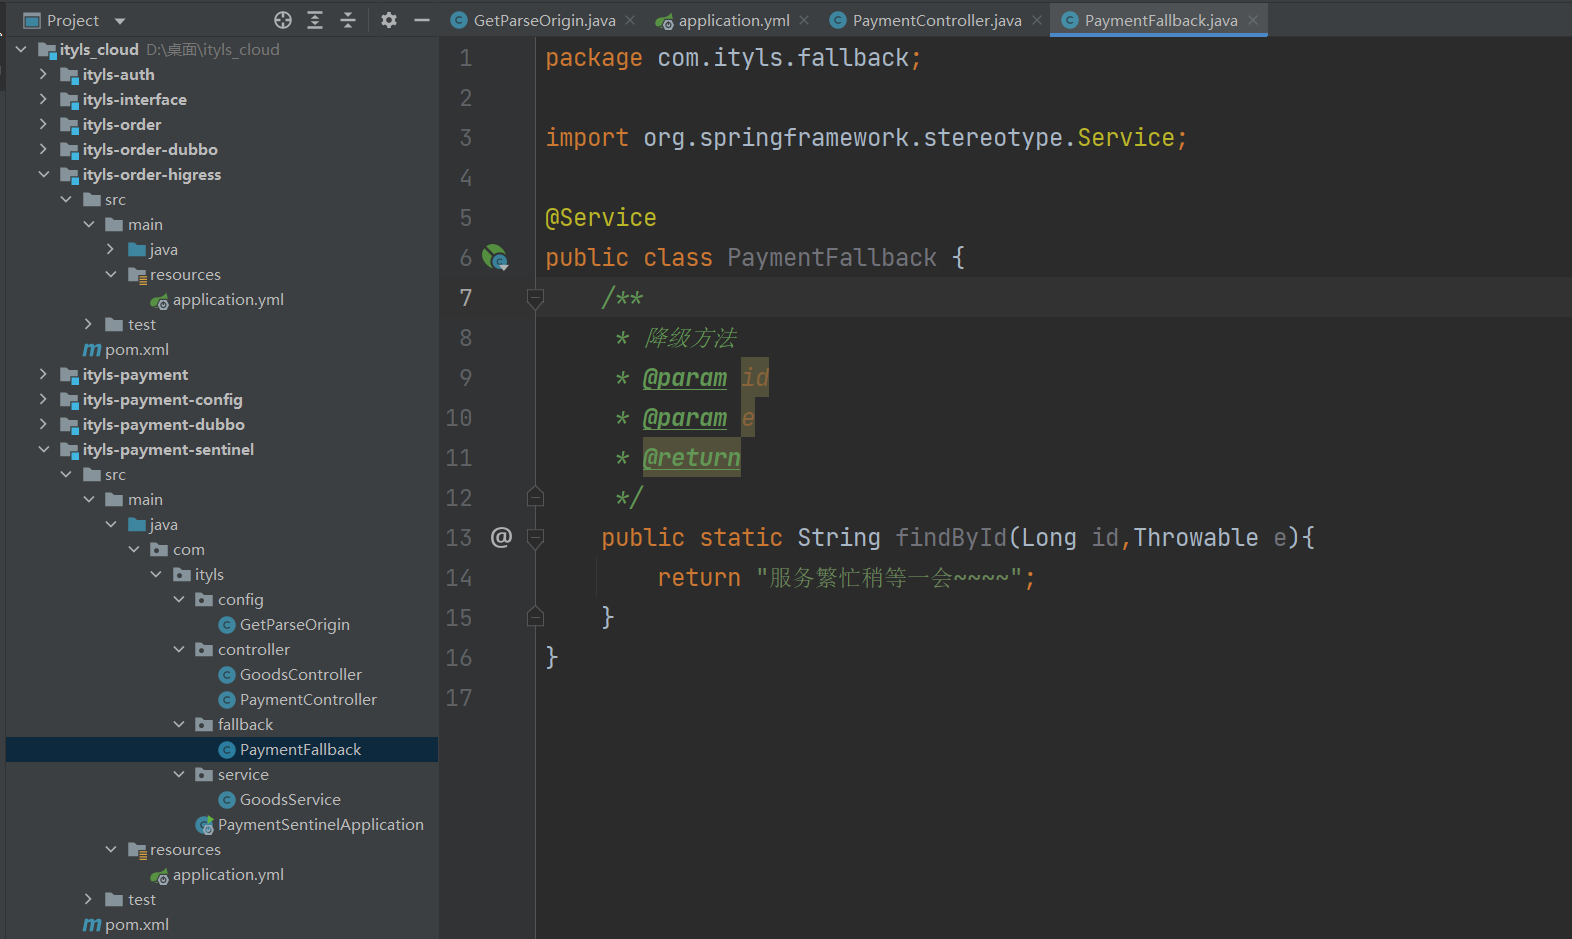 Project
GetParseOrigin.java
application.yml
PaymentController.java
PaymentFallback.java
ityls_cloud D:\桌面\ityls_cloud
ityls-auth
ityls-interface
ityls-order
ityls-order-dubbo
ityls-order-higress
src
main
java
resources
application.yml
test
pom.xml
ityls-payment
ityls-payment-config
ityls-payment-dubbo
ityls-payment-sentinel
src
main
java
com
ityls
config
GetParseOrigin
controller
GoodsController
PaymentController
fallback
PaymentFallback
service
GoodsService
PaymentSentinelApplication
resources
application.yml
test
pom.xml
1 package com.ityls.fallback;
2
3 import org.springframework.stereotype.Service;
4
5 @Service
6 public class PaymentFallback {
7 /**
8 * 降级方法
9 * @param id
10 * @param e
11 * @return
12 */
13 @ public static String findById(Long id,Throwable e){
14 return "服务繁忙稍等一会~~~~";
15 }
16 }
17